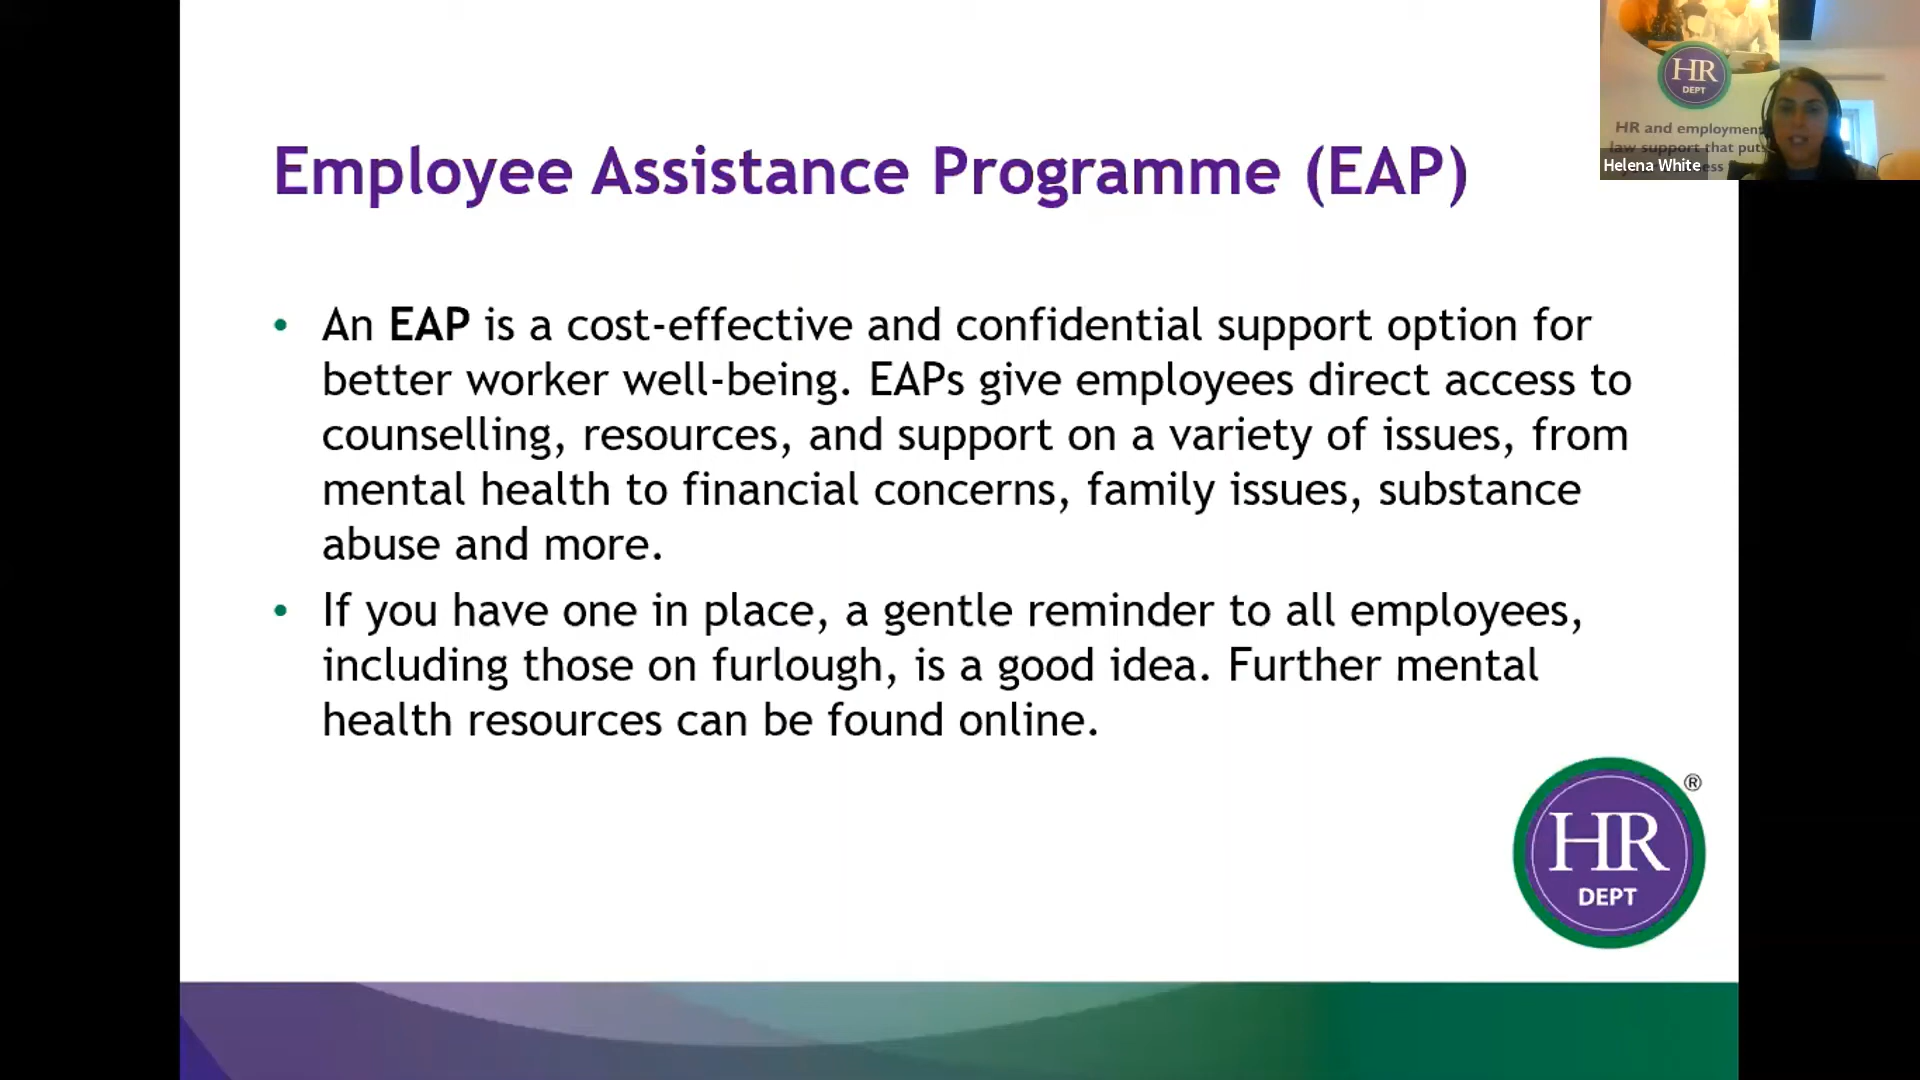 Employee Assistance Programme (EAP)
• An EAP is a cost-effective and confidential support option for
better worker well-being. EAPs give employees direct access to
counselling, resources, and support on a variety of issues, from
mental health to financial concerns, family issues, substance
abuse and more.
• If you have one in place, a gentle reminder to all employees,
including those on furlough, is a good idea. Further mental
health resources can be found online.
HR
DEPT
®
HR
DEPT
HR and employment
law support that puts
ess
Helena White